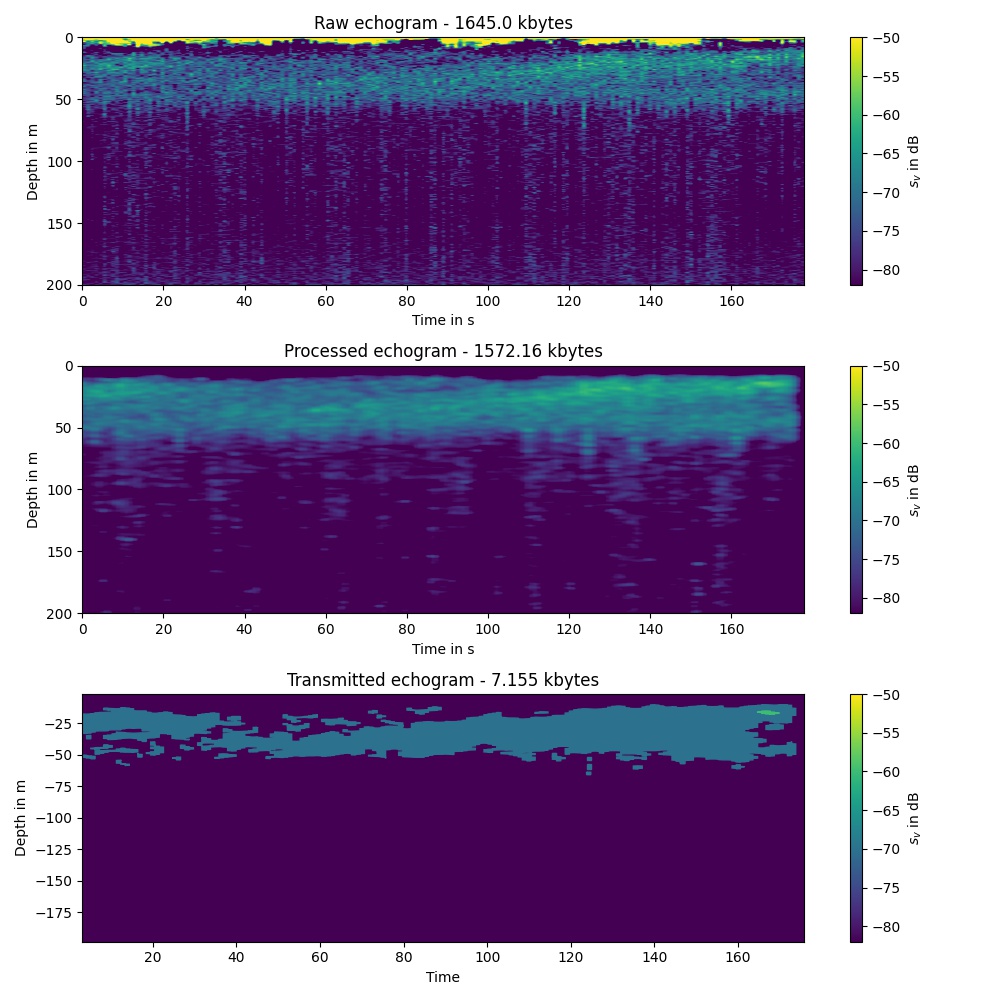 Raw echogram - 1645.0 kbytes
0
50
100
150
200
Depth in m
0 20 40 60 80 100 120 140 160
Time in s
−50
−55
−60
−65
−70
−75
−80
sv in dB
Processed echogram - 1572.16 kbytes
0
50
100
150
200
Depth in m
0 20 40 60 80 100 120 140 160
Time in s
−50
−55
−60
−65
−70
−75
−80
sv in dB
Transmitted echogram - 7.155 kbytes
−25
−50
−75
−100
−125
−150
−175
Depth in m
20 40 60 80 100 120 140 160
Time
−50
−55
−60
−65
−70
−75
−80
sv in dB